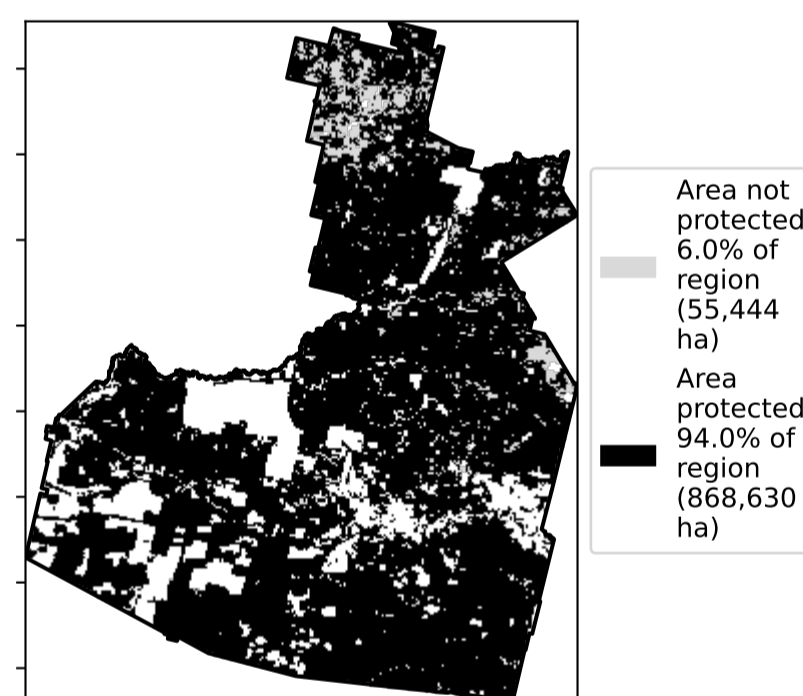 Area not
protected
6.0% of
region
(55,444
ha)
Area
protected
94.0% of
region
(868,630
ha)